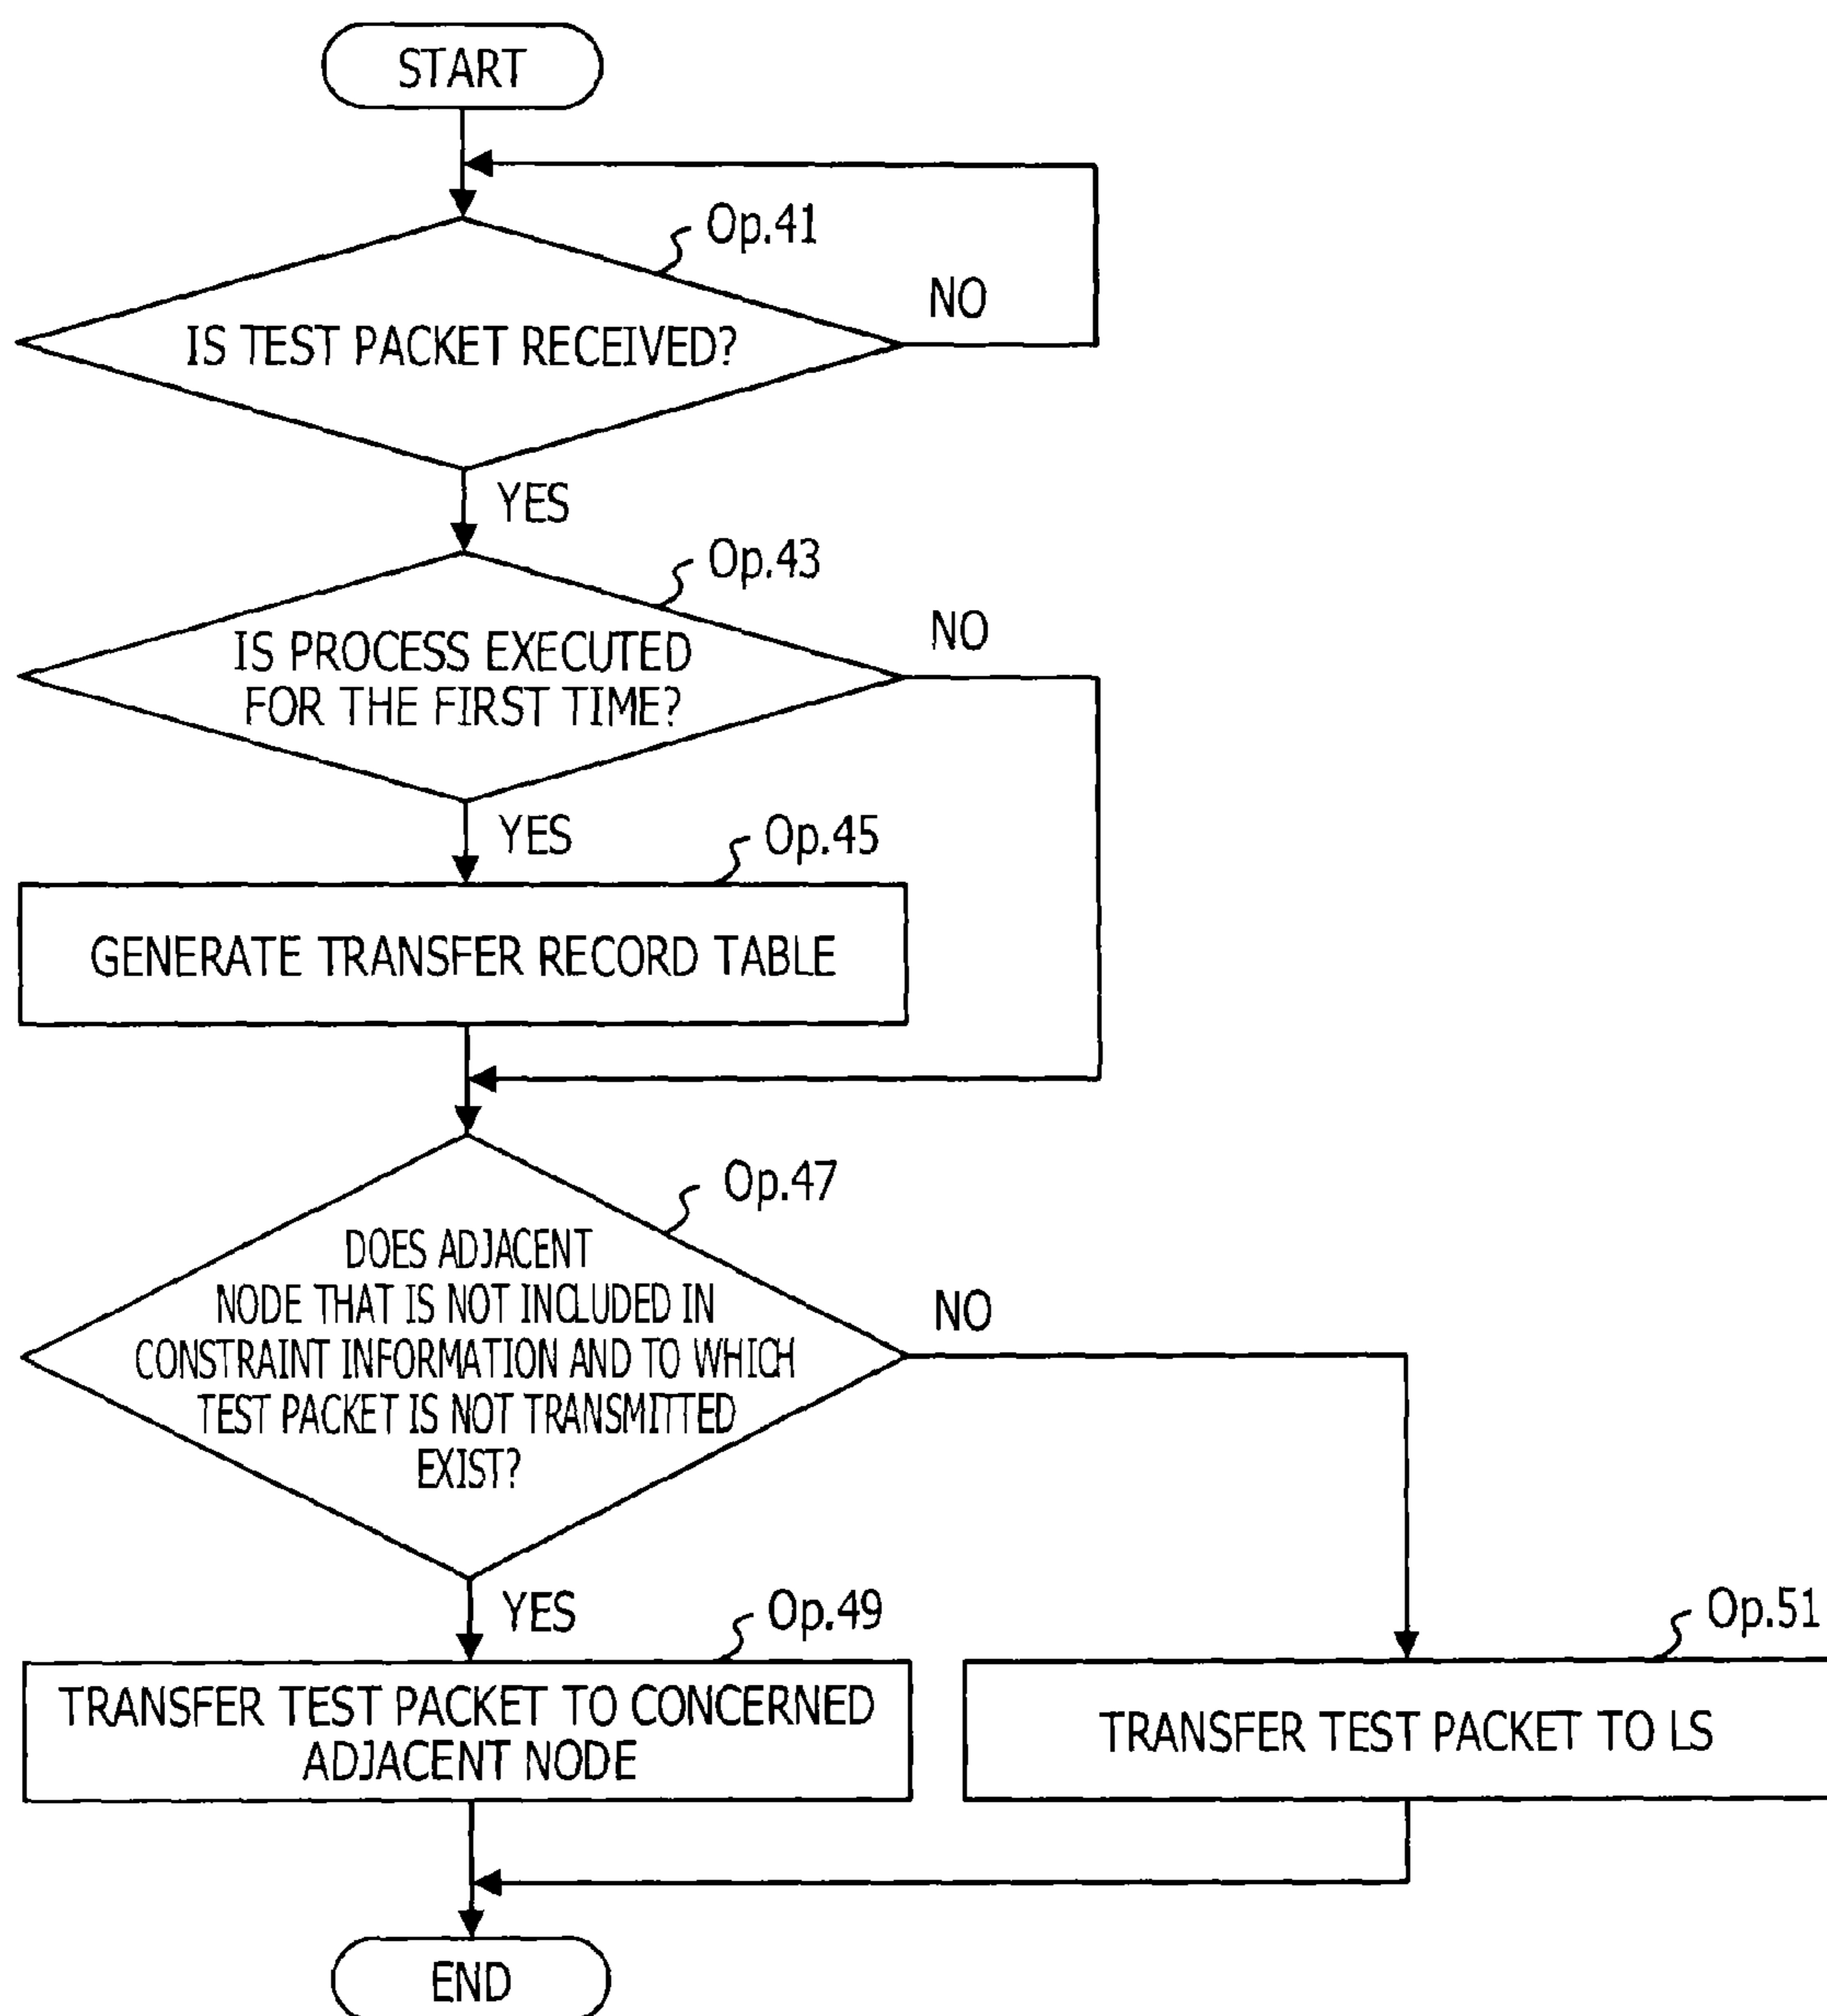 START
Op.41
NO
IS TEST PACKET RECEIVED?
YES
Op.43
NO
IS PROCESS EXECUTED
FOR THE FIRST TIME?
YES
Op.45
GENERATE TRANSFER RECORD TABLE
Op.47
DOES ADJACENT
NODE THAT IS NOT INCLUDED IN
CONSTRAINT INFORMATION AND TO WHICH
TEST PACKET IS NOT TRANSMITTED
EXIST?
NO
YES
Op.49
Op.51
TRANSFER TEST PACKET TO CONCERNED
ADJACENT NODE
TRANSFER TEST PACKET TO LS
END